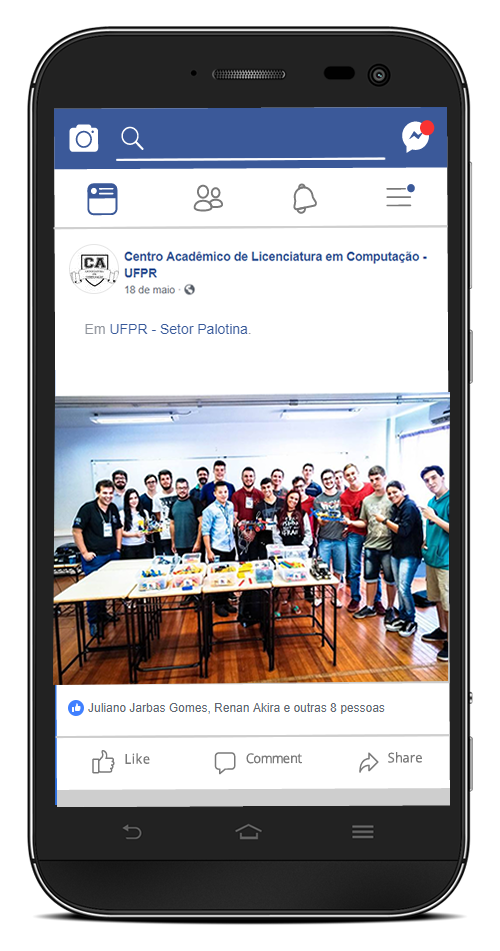 CA
Centro Acadêmico de Licenciatura em Computação -
UFPR
18 de maio ·
Em UFPR - Setor Palotina.
Juliano Jarbas Gomes, Renan Akira e outras 8 pessoas
Like
Comment
Share